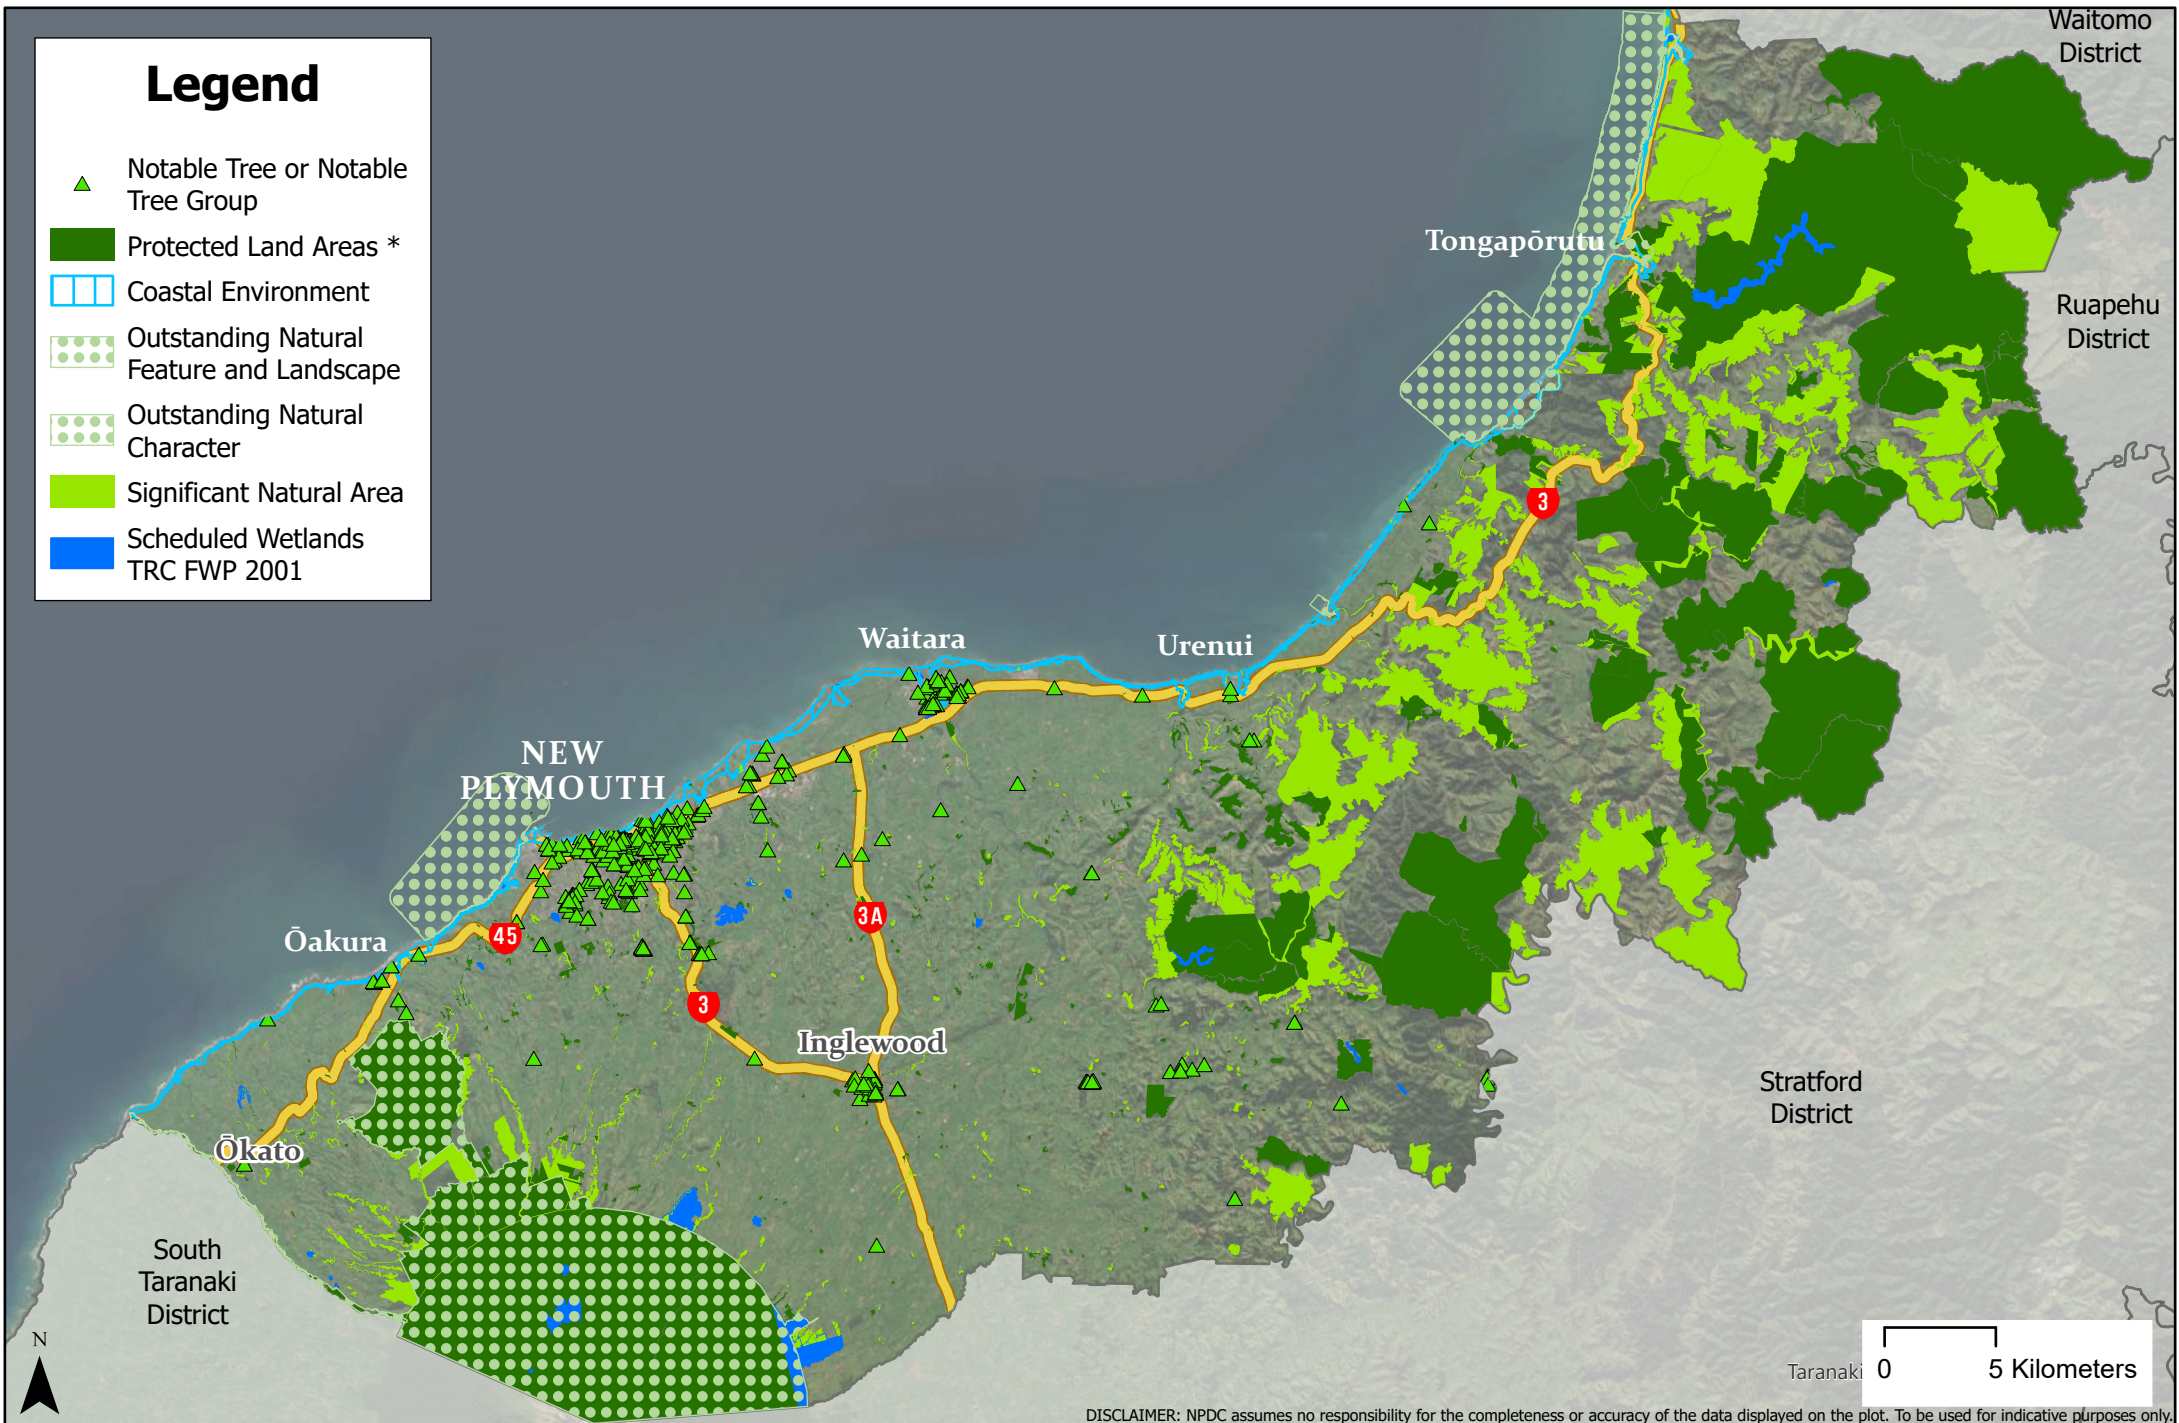 Legend
Notable Tree or Notable
Tree Group
Protected Land Areas *
Coastal Environment
Outstanding Natural
Feature and Landscape
Outstanding Natural
Character
Significant Natural Area
Scheduled Wetlands
TRC FWP 2001
Waitomo
District
Tongapōrutu
Ruapehu
District
3
Waitara
Urenui
NEW
PLYMOUTH
3A
45
Ōakura
3
Inglewood
Stratford
District
Ōkato
South
Taranaki
District
N
Taranaki
0
5 Kilometers
DISCLAIMER: NPDC assumes no responsibility for the completeness or accuracy of the data displayed on the plot. To be used for indicative purposes only.